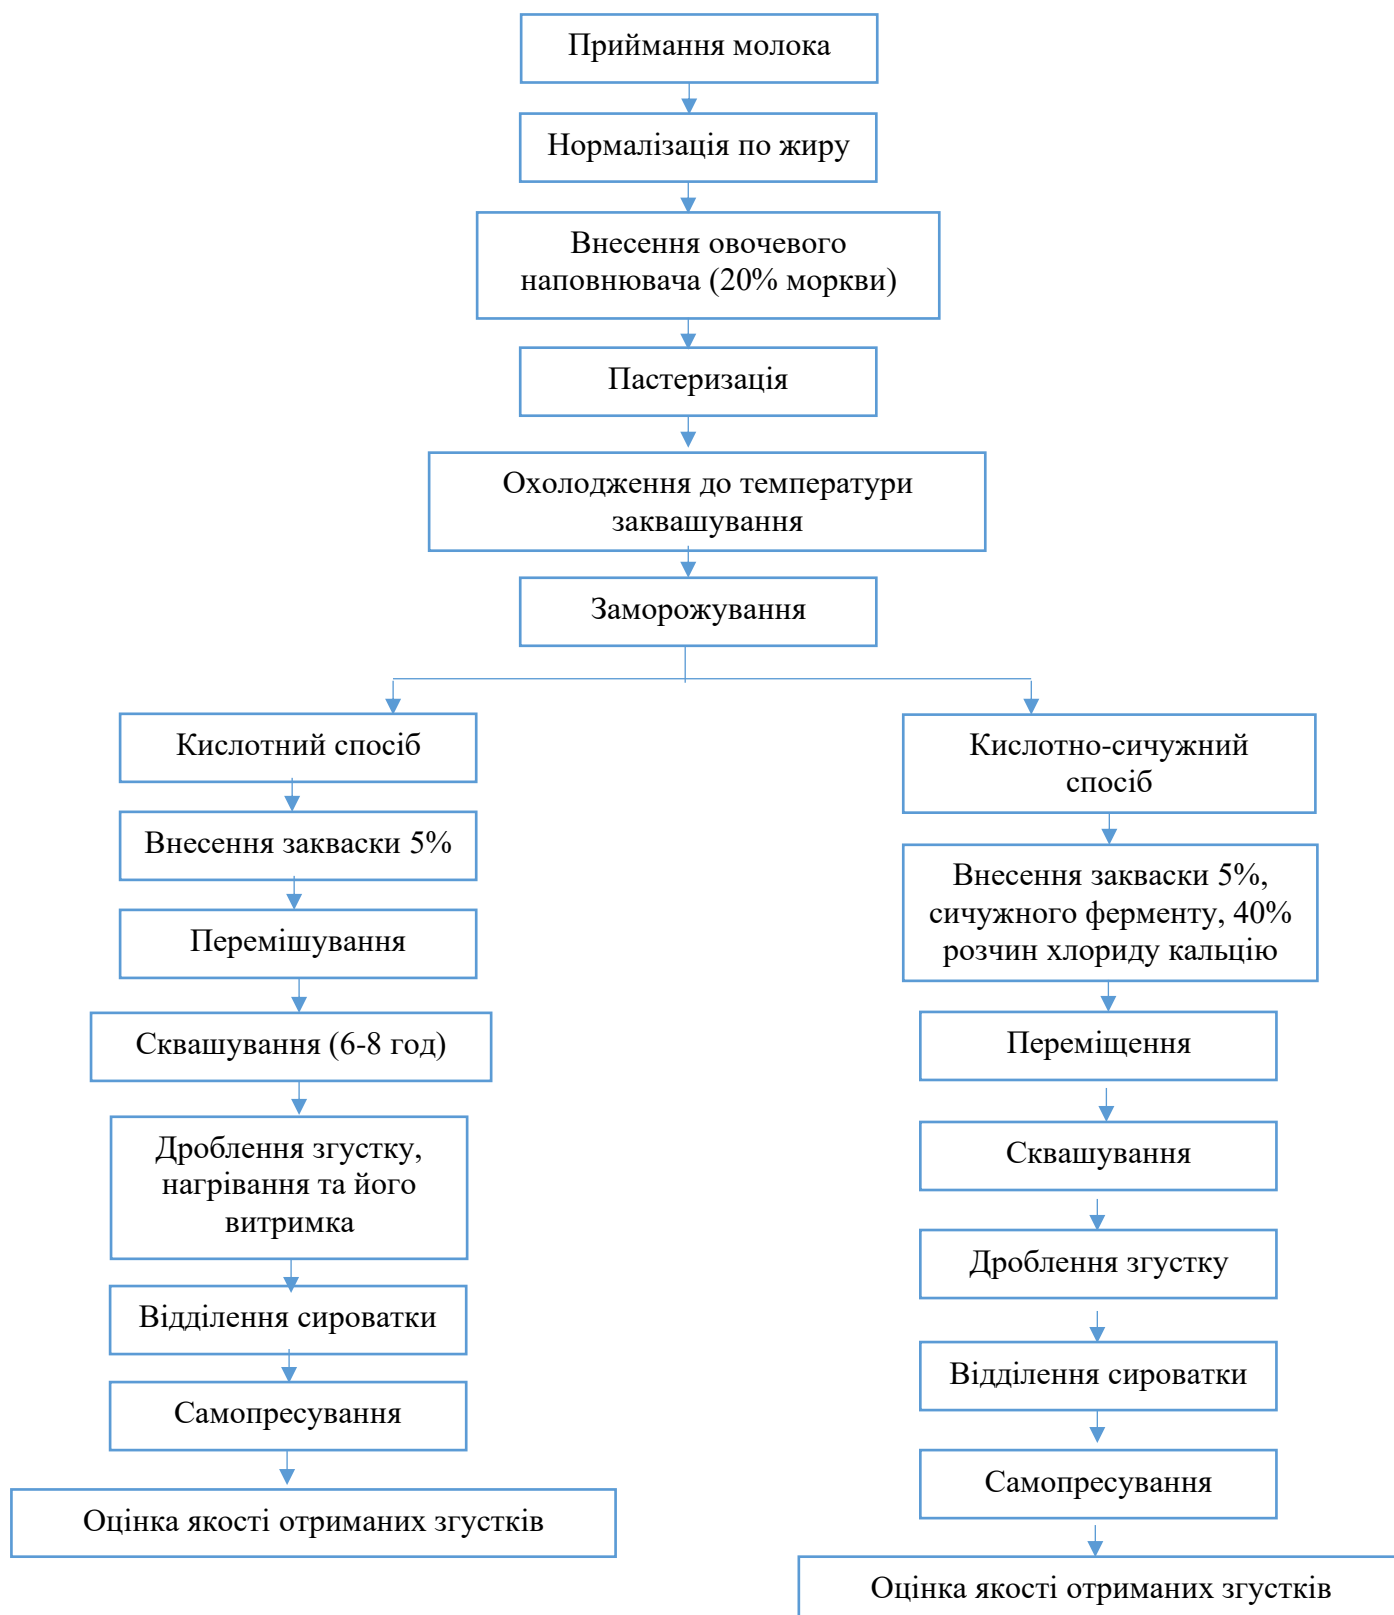 Приймання молока
Нормалізація по жиру
Внесення овочевого
наповнювача (20% моркви)
Пастеризація
Охолодження до температури
заквашування
Заморожування
Кислотний спосіб
Внесення закваски 5%
Перемішування
Сквашування (6-8 год)
Дроблення згустку,
нагрівання та його
витримка
Відділення сироватки
Самопресування
Оцінка якості отриманих згустків
Кислотно-сичужний
спосіб
Внесення закваски 5%,
сичужного ферменту, 40%
розчин хлориду кальцію
Переміщення
Сквашування
Дроблення згустку
Відділення сироватки
Самопресування
Оцінка якості отриманих згустків